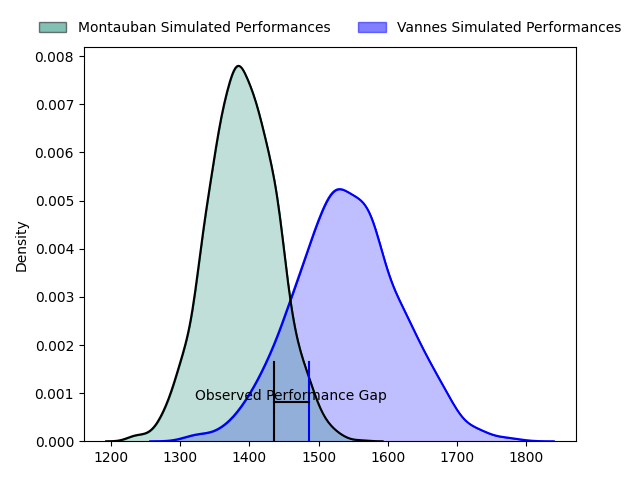 Montauban Simulated Performances
Vannes Simulated Performances
0.008
0.007
0.006
0.005
0.004
0.003
0.002
0.001
0.000
Density
Observed Performance Gap
1200 1300 1400 1500 1600 1700 1800